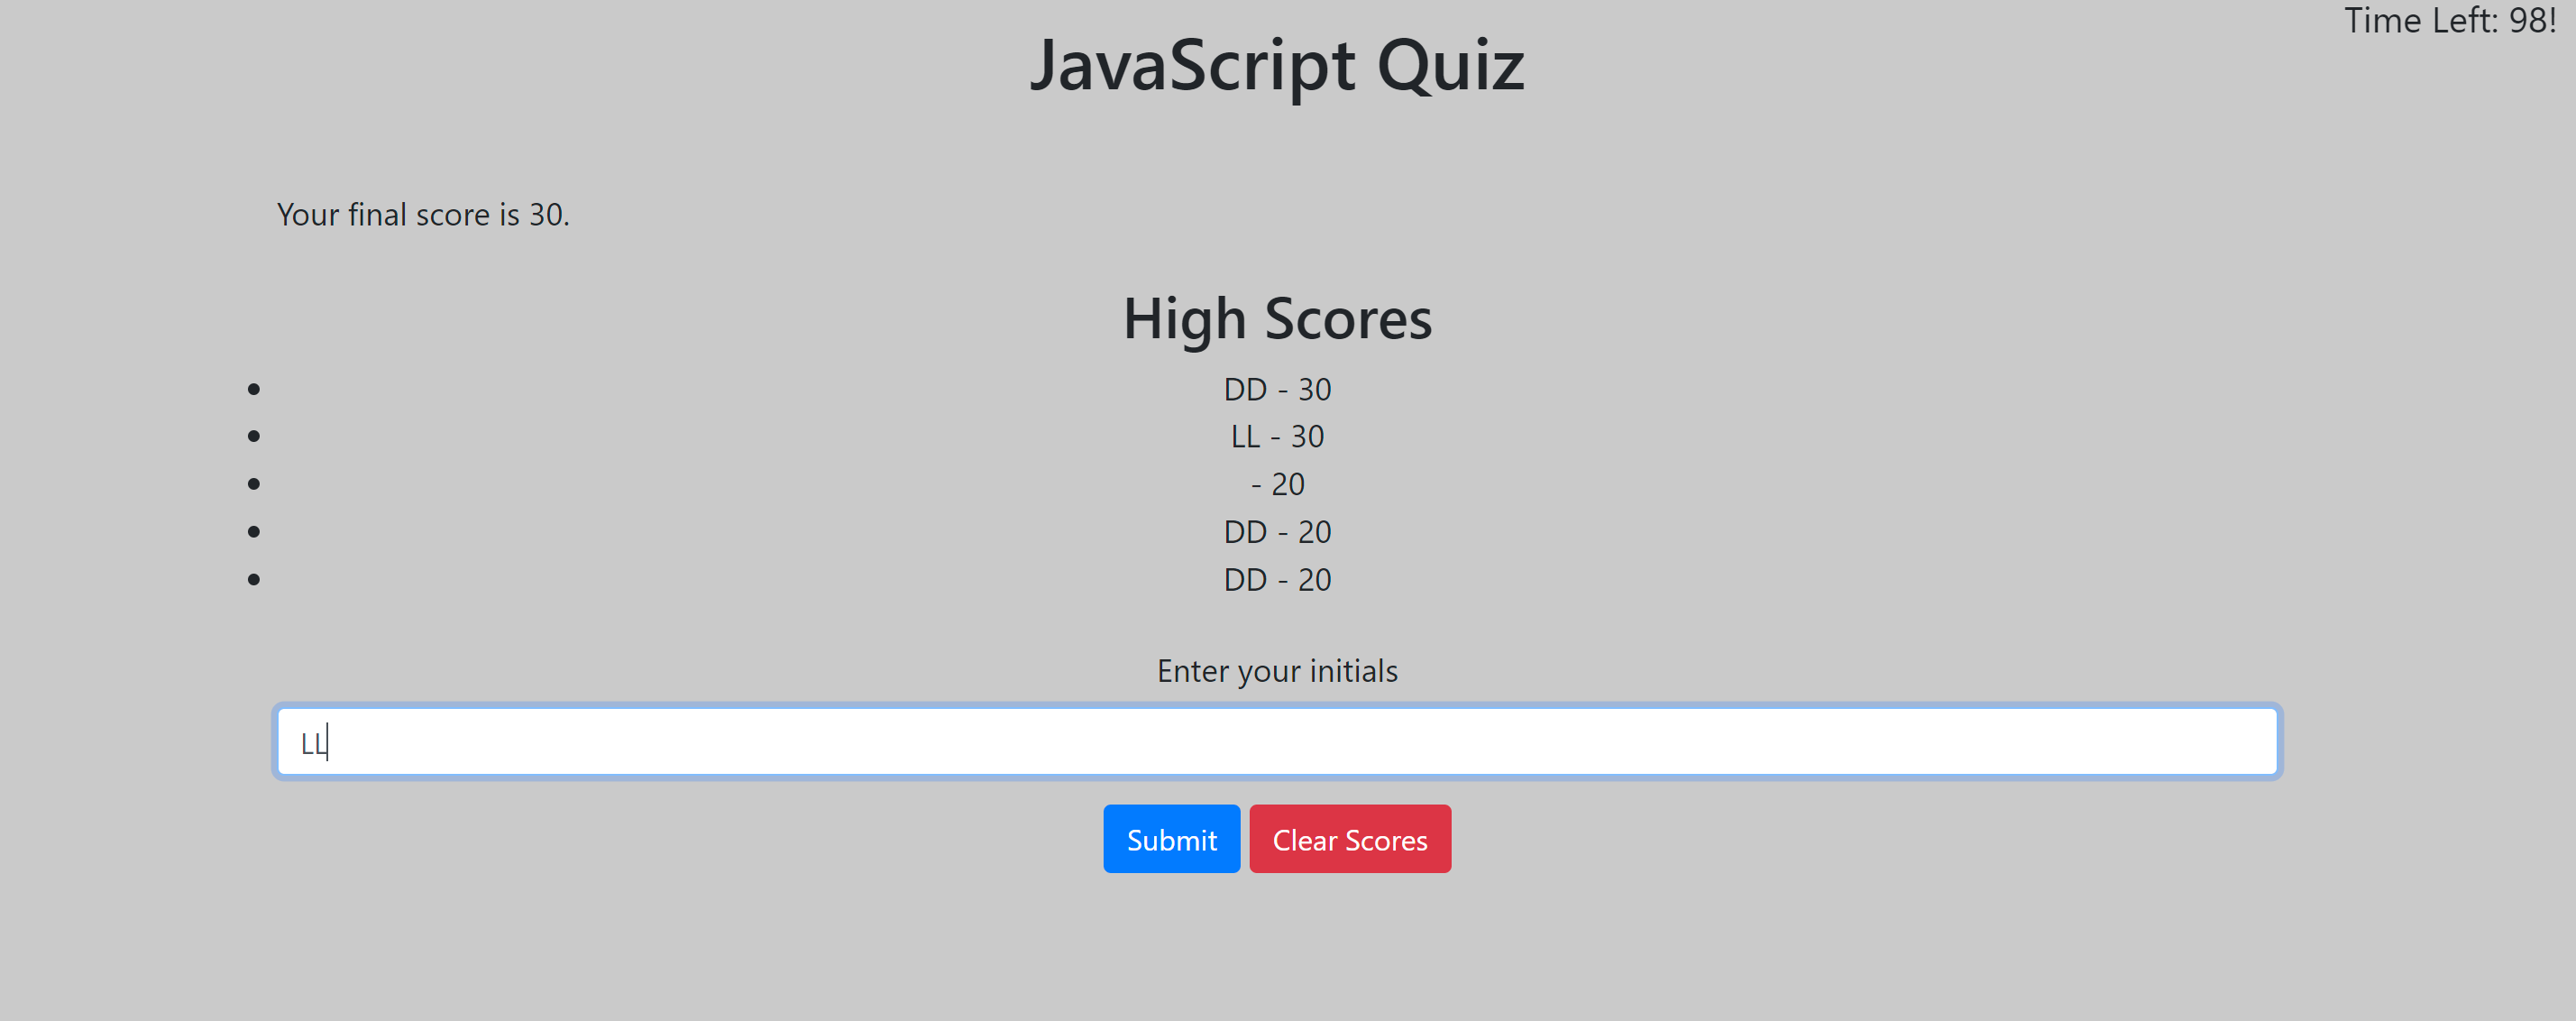 Time Left: 98!
JavaScript Quiz
Your final score is 30.
High Scores
• DD - 30
• LL - 30
• - 20
• DD - 20
• DD - 20
Enter your initials
LL
Submit Clear Scores